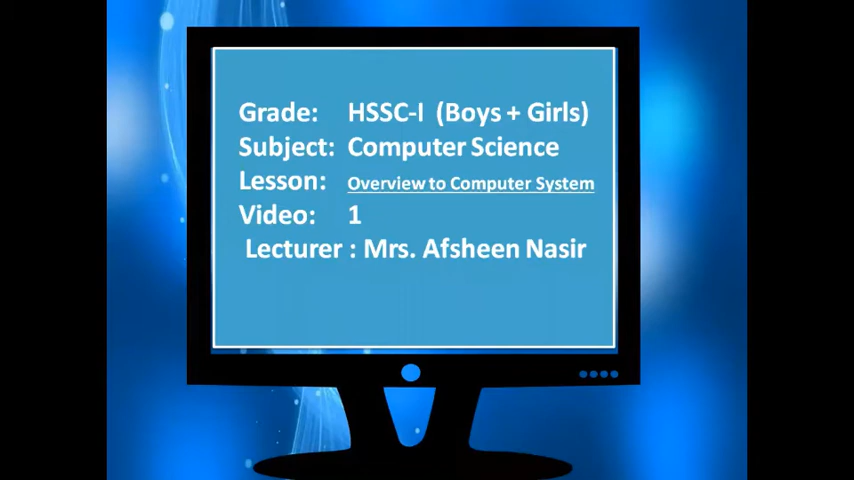 Grade: HSSC-I (Boys + Girls)
Subject: Computer Science
Lesson: Overview to Computer System
Video: 1
Lecturer : Mrs. Afsheen Nasir